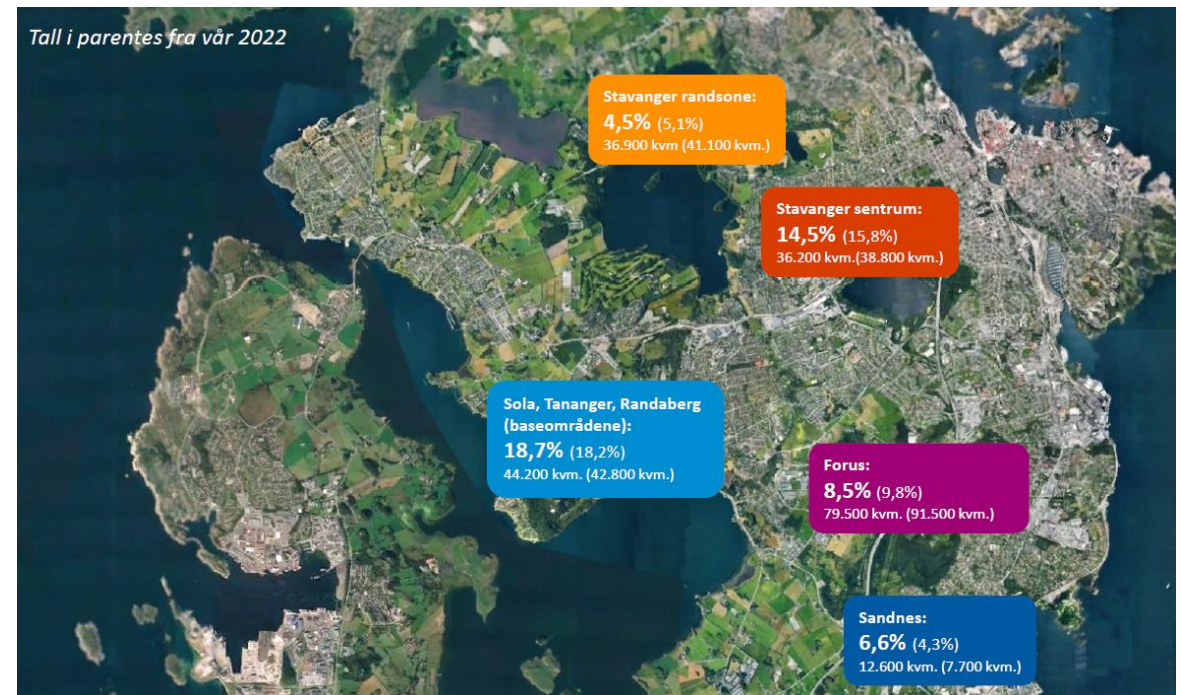 Tall i parentes fra vår 2022
Stavanger randsone:
4,5% (5,1%)
36.900 kvm (41.100 kvm.)
Stavanger sentrum:
14,5% (15,8%)
36.200 kvm.(38.800 kvm.)
Sola, Tananger, Randaberg
(baseområdene):
18,7% (18,2%)
44.200 kvm. (42.800 kvm.)
Forus:
8,5% (9,8%)
79.500 kvm. (91.500 kvm.)
Sandnes:
6,6% (4,3%)
12.600 kvm. (7.700 kvm.)